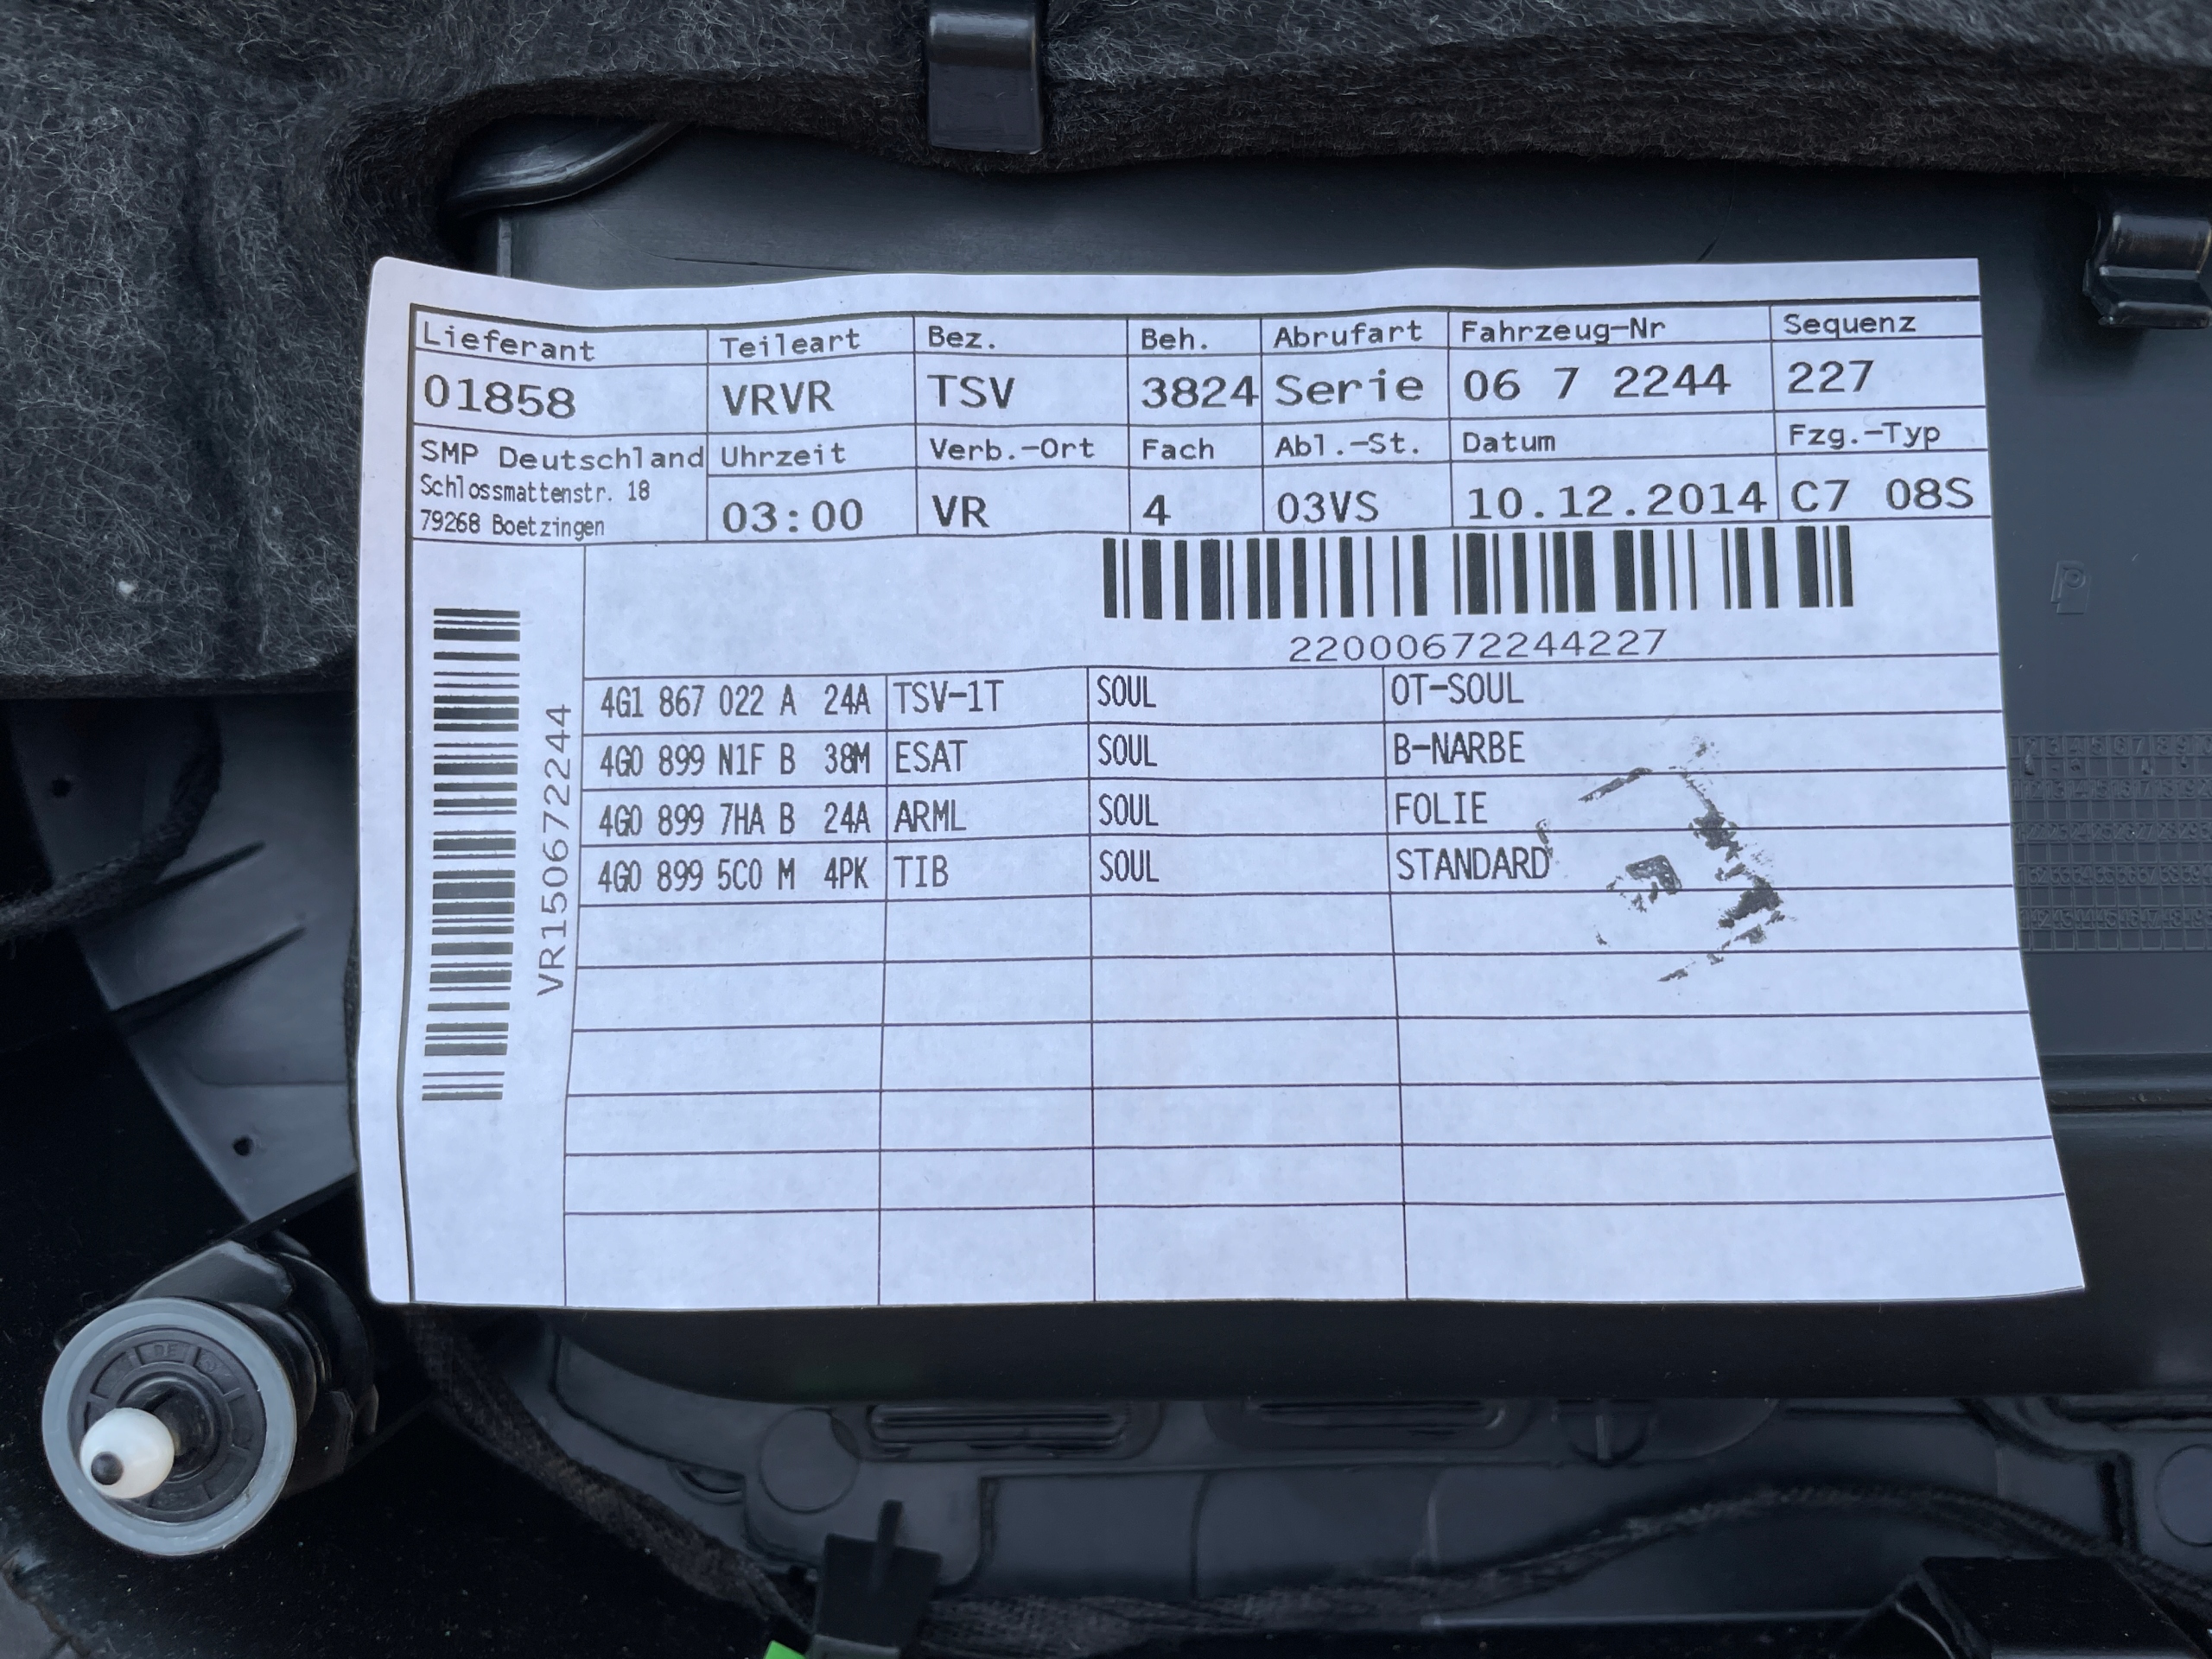 Lieferant Teileart Bez. Beh. Abrufart Fahrzeug-Nr Sequenz
01858 VRVR TSV 3824 Serie 06 7 2244 227
SMP Deutschland Uhrzeit Verb.-Ort Fach Abl.-St. Datum Fzg.-Typ
Schlossmattenstr. 18
79268 Boetzingen
03:00 VR 4 03VS 10.12.2014 C7 08S
22000672244227
VR150672244
4G1 867 022 A 24A TSV-1T SOUL OT-SOUL
4G0 899 N1F B 38M ESAT SOUL B-NARBE
4G0 899 7HA B 24A ARML SOUL FOLIE
4G0 899 5C0 M 4PK TIB SOUL STANDARD